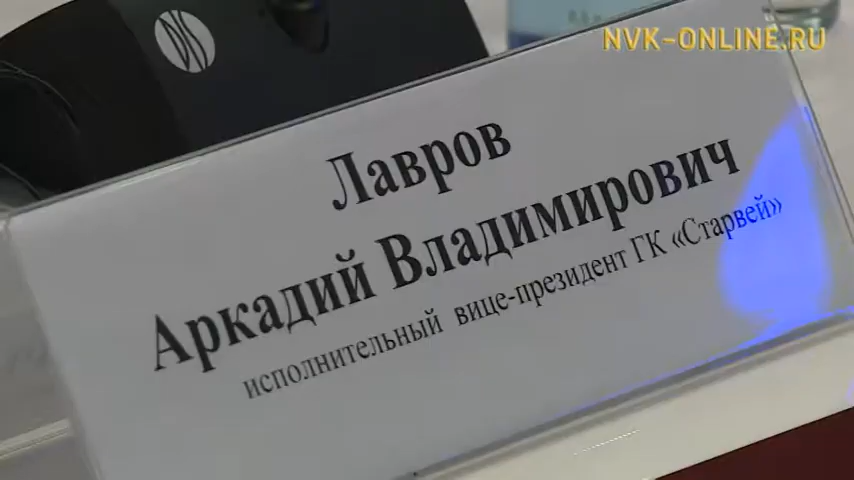 NVK-ONLINE.RU
Лавров
Аркадий Владимирович
исполнительный вице-президент ГК «Старвей»